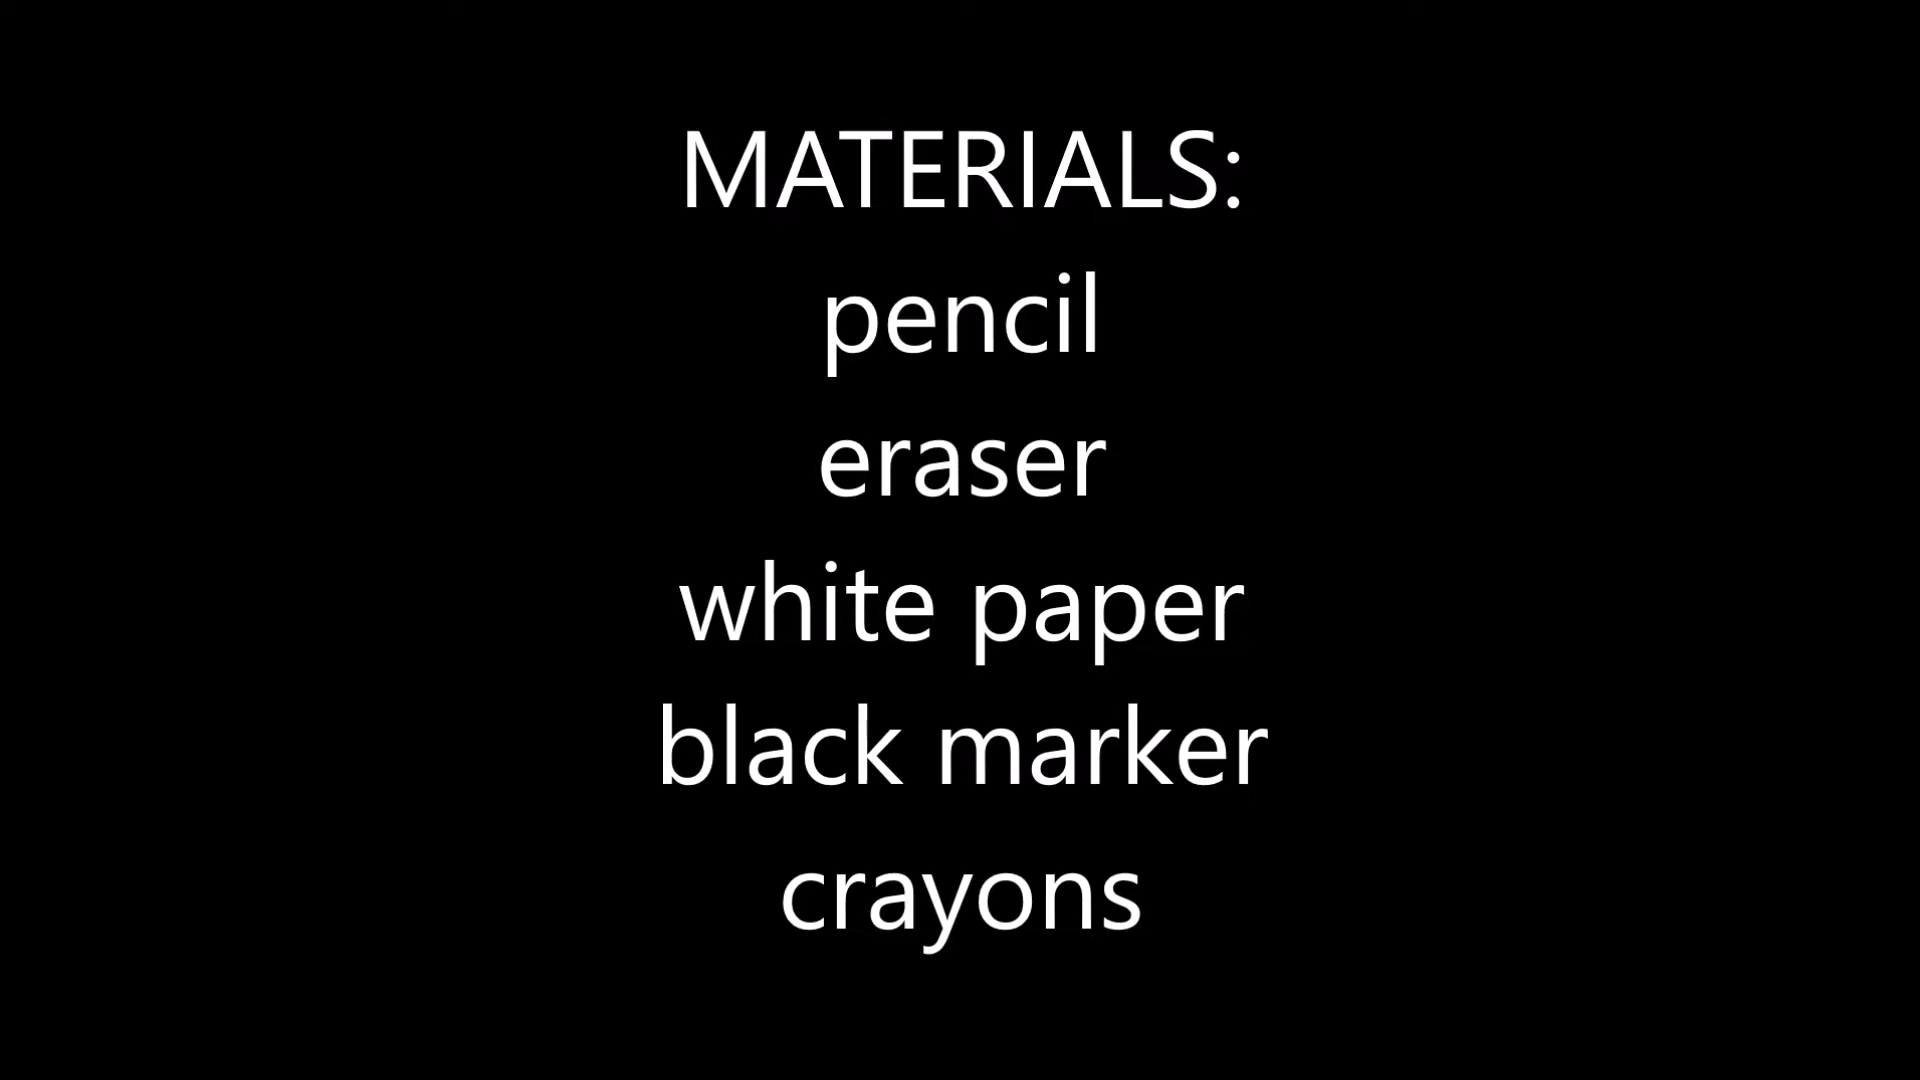 MATERIALS:
pencil
eraser
white paper
black marker
crayons